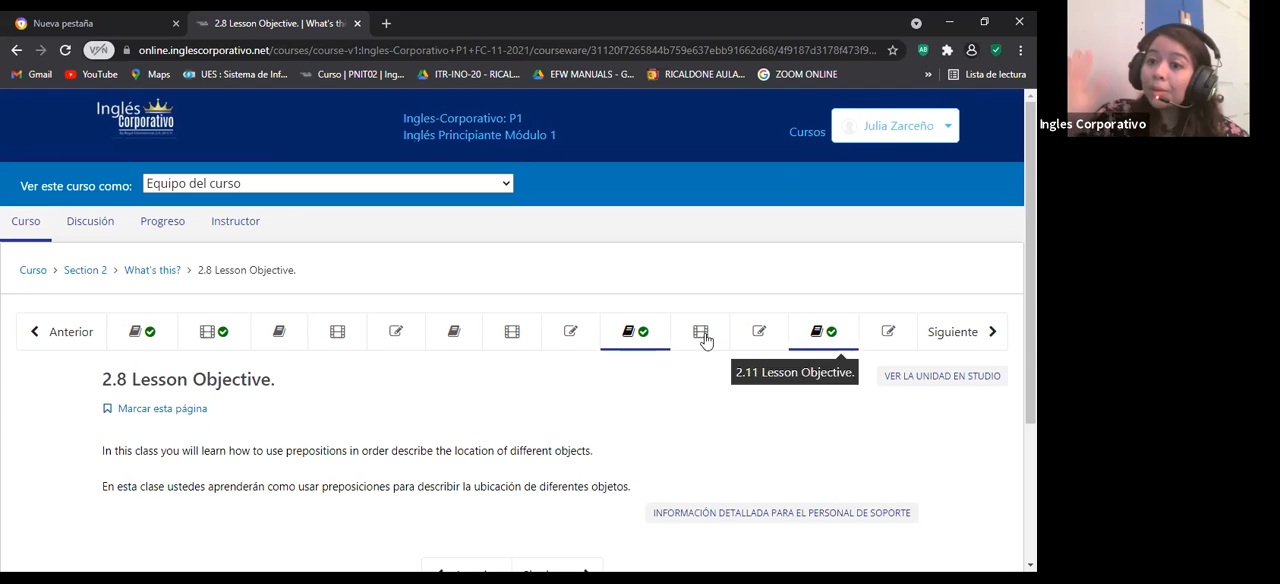 Nueva pestaña
2.8 Lesson Objective. | What's thi
VPN
online.inglescorporativo.net/courses/course-v1:Ingles-Corporativo+P1+FC-11-2021/courseware/31120f7265844b759e637ebb91662d68/4f9187d3178f473f9...
Gmail YouTube Maps UES : Sistema de Inf... Curso | PNIT02 | Ing... ITR-INO-20 - RICAL... EFW MANUALS - G... RICALDONE AULA... ZOOM ONLINE » Lista de lectura
Inglés
Corporativo
Ingles-Corporativo: P1
Inglés Principiante Módulo 1
Cursos
Julia Zarceño
Ingles Corporativo
Ver este curso como:
Equipo del curso
Curso Discusión Progreso Instructor
Curso > Section 2 > What's this? > 2.8 Lesson Objective.
Anterior
Siguiente
2.11 Lesson Objective.
2.8 Lesson Objective.
VER LA UNIDAD EN STUDIO
Marcar esta página
In this class you will learn how to use prepositions in order describe the location of different objects.
En esta clase ustedes aprenderán como usar preposiciones para describir la ubicación de diferentes objetos.
INFORMACIÓN DETALLADA PARA EL PERSONAL DE SOPORTE